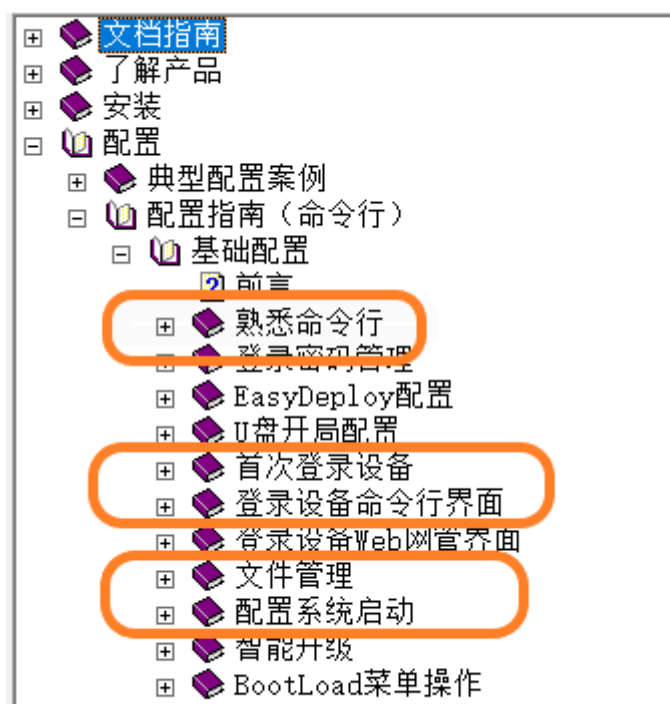 文档指南
了解产品
安装
配置
典型配置案例
配置指南（命令行）
基础配置
前言
熟悉命令行
登录密码管理
EasyDeploy配置
U盘开局配置
首次登录设备
登录设备命令行界面
登录设备Web网管界面
文件管理
配置系统启动
智能升级
BootLoad菜单操作